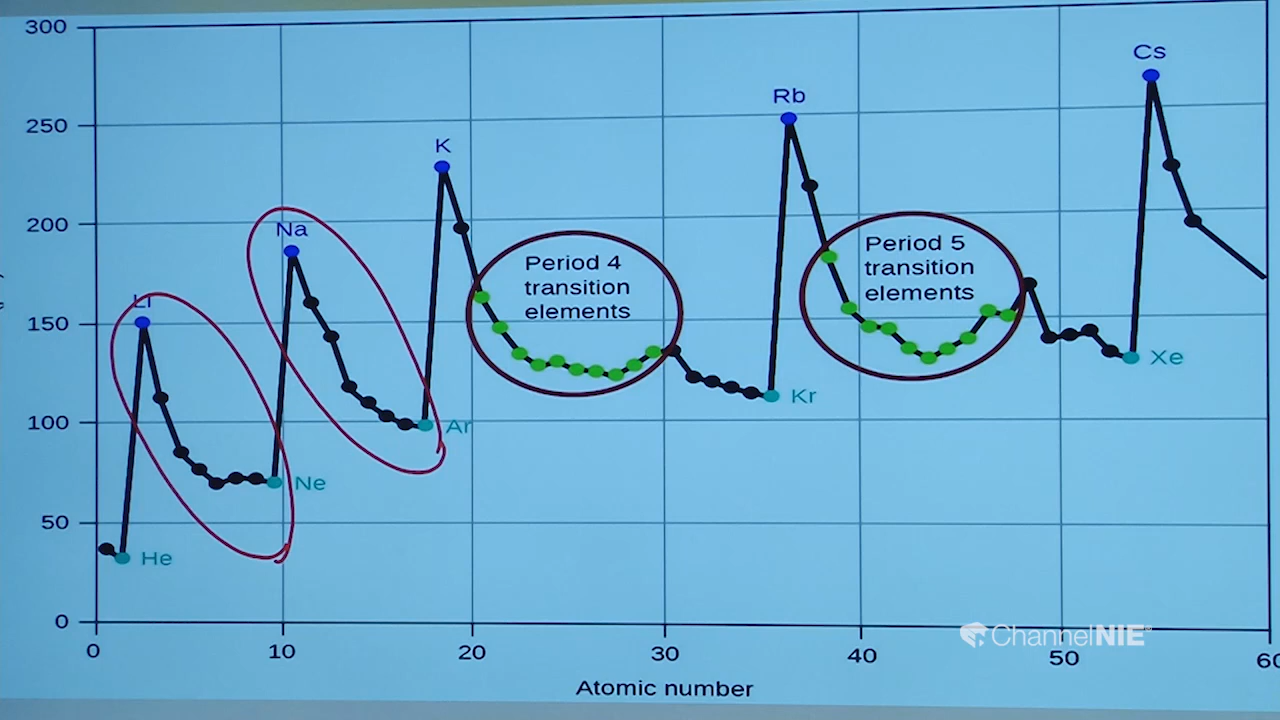 300
Cs
Rb
250
K
200
Na
Period 5
transition
elements
Period 4
transition
elements
Li
150
Xe
Kr
100
Ar
Ne
50
He
0
ChannelNIE
0
10
20
30
40
50
60
Atomic number